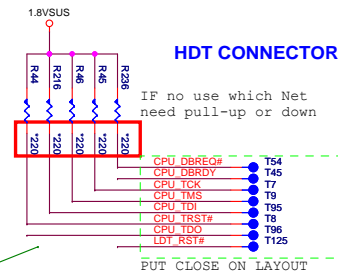 1.8VSUS
HDT CONNECTOR
R44
R216
R46
R45
R236
IF no use which Net
need pull-up or down
*220
*220
*220
*220
*220
CPU_DBREQ# T54
CPU_DBRDY T45
CPU_TCK T7
CPU_TMS T9
CPU_TDI T95
CPU_TRST# T8
CPU_TDO T96
LDT_RST# T125
PUT CLOSE ON LAYOUT